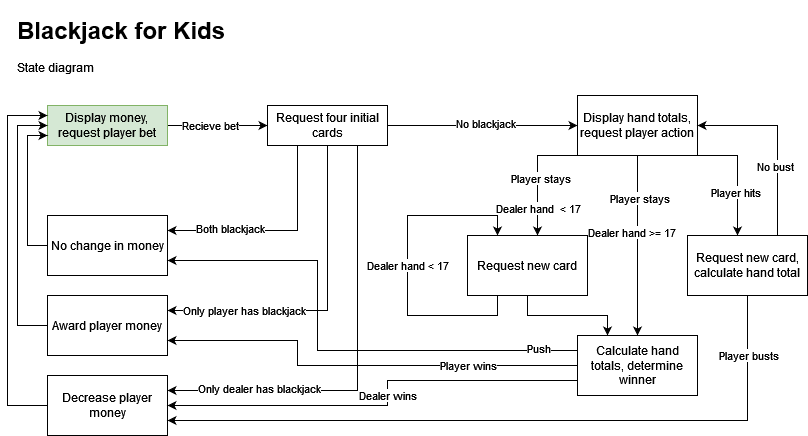 Blackjack for Kids
State diagram
Display money,
request player bet
Recieve bet
Request four initial
cards
No blackjack
Display hand totals,
request player action
No bust
Player stays
Dealer hand < 17
Player stays
Dealer hand >= 17
Player hits
Both blackjack
No change in money
Dealer hand < 17
Request new card
Request new card,
calculate hand total
Only player has blackjack
Award player money
Push
Player wins
Calculate hand
totals, determine
winner
Player busts
Only dealer has blackjack
Dealer wins
Decrease player
money